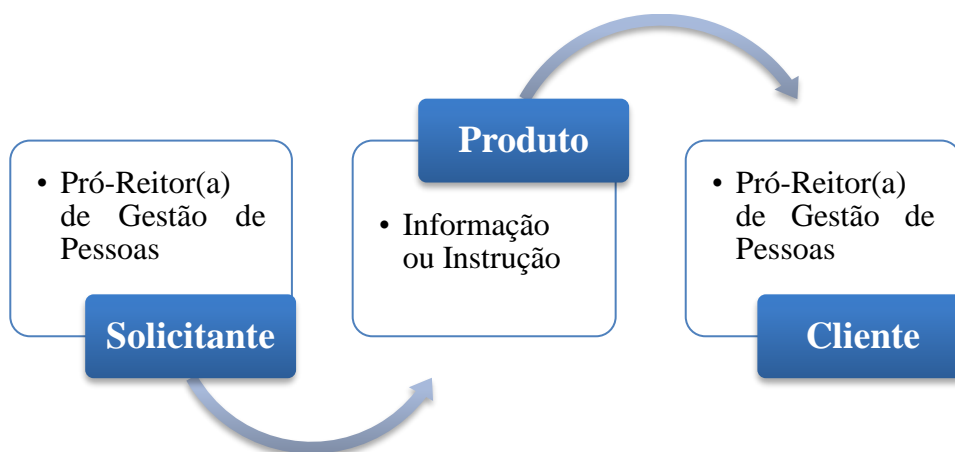 • Pró-Reitor(a)
de Gestão de
Pessoas
Solicitante
Produto
• Informação
ou Instrução
• Pró-Reitor(a)
de Gestão de
Pessoas
Cliente